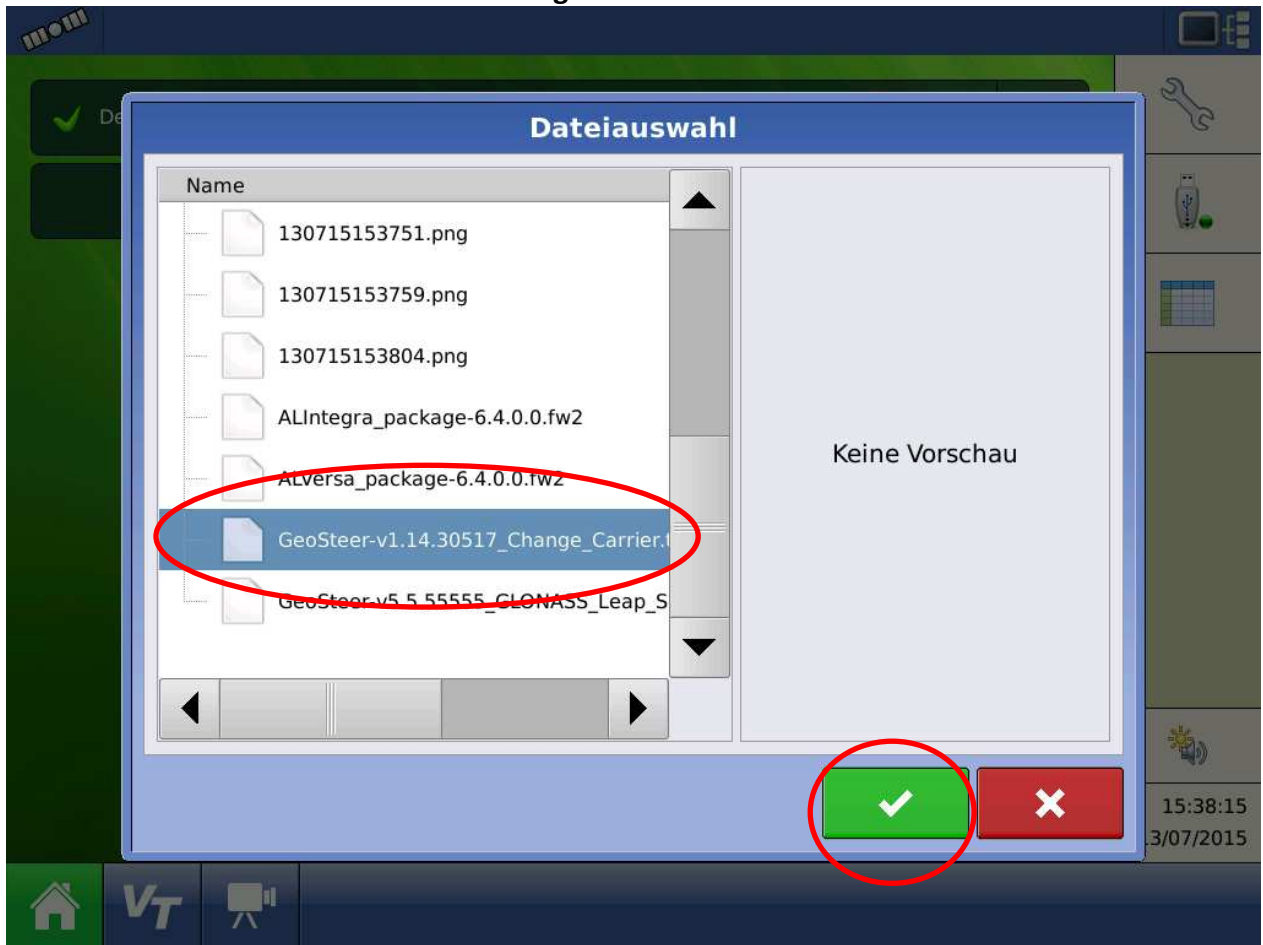 De
Dateiauswahl
Name
130715153751.png
130715153759.png
130715153804.png
ALIntegra_package-6.4.0.0.fw2
ALVersa_package-6.4.0.0.fw2
GeoSteer-v1.14.30517_Change_Carrier.t
GeoSteer-v5.5.55555_GLONASS_Leap_S
Keine Vorschau
15:38:15
3/07/2015
VT